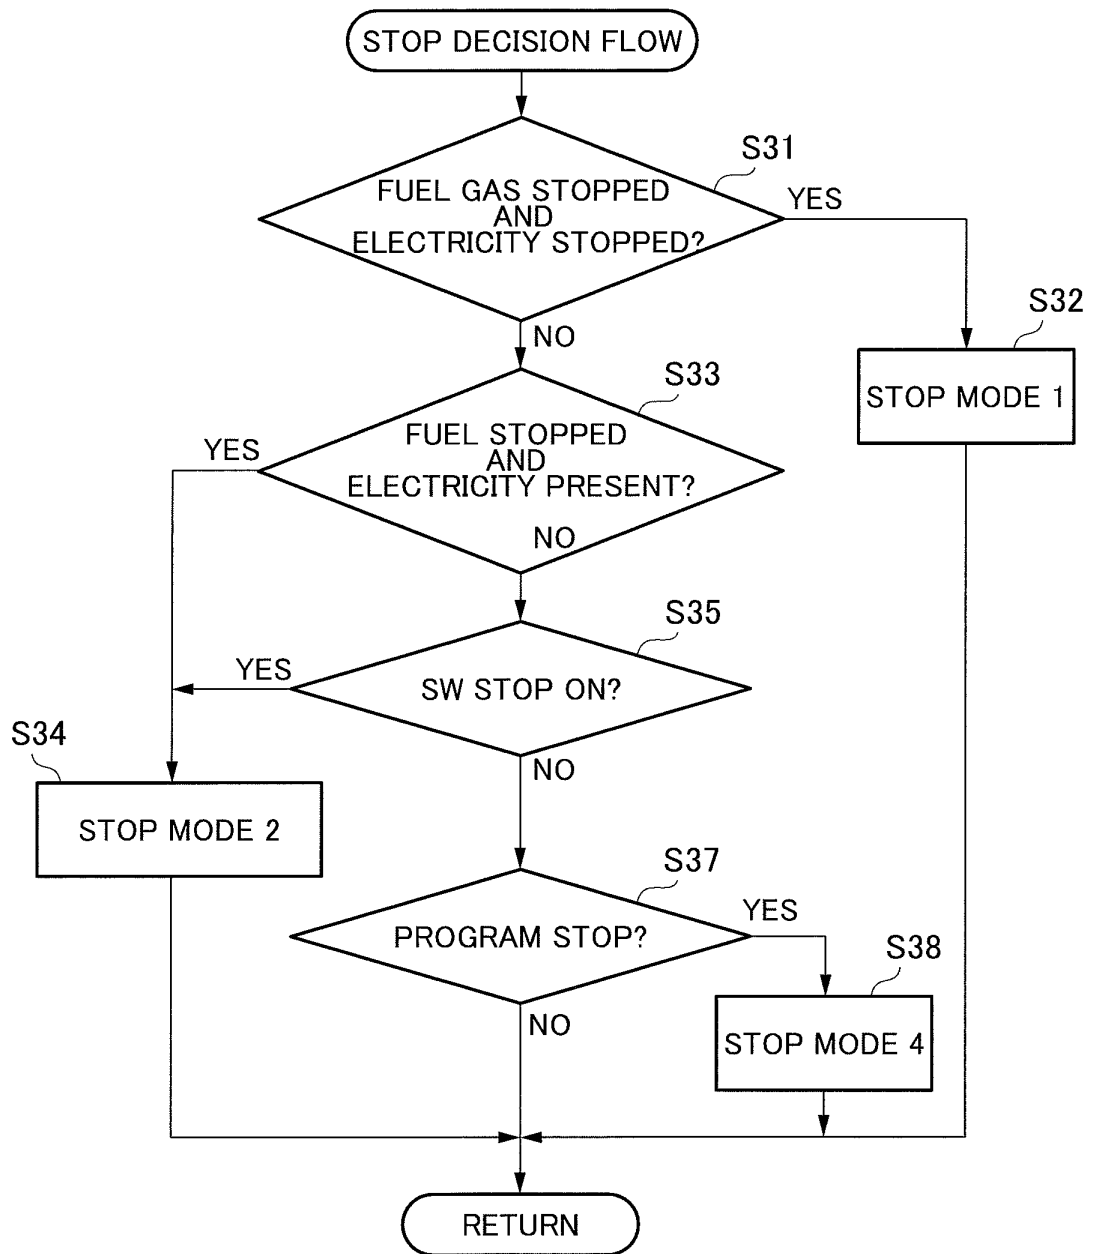 STOP DECISION FLOW
S31
FUEL GAS STOPPED
AND
ELECTRICITY STOPPED?
YES
NO
S32
STOP MODE 1
S33
FUEL STOPPED
AND
ELECTRICITY PRESENT?
YES
NO
S35
SW STOP ON?
YES
NO
S34
STOP MODE 2
S37
PROGRAM STOP?
YES
NO
S38
STOP MODE 4
RETURN